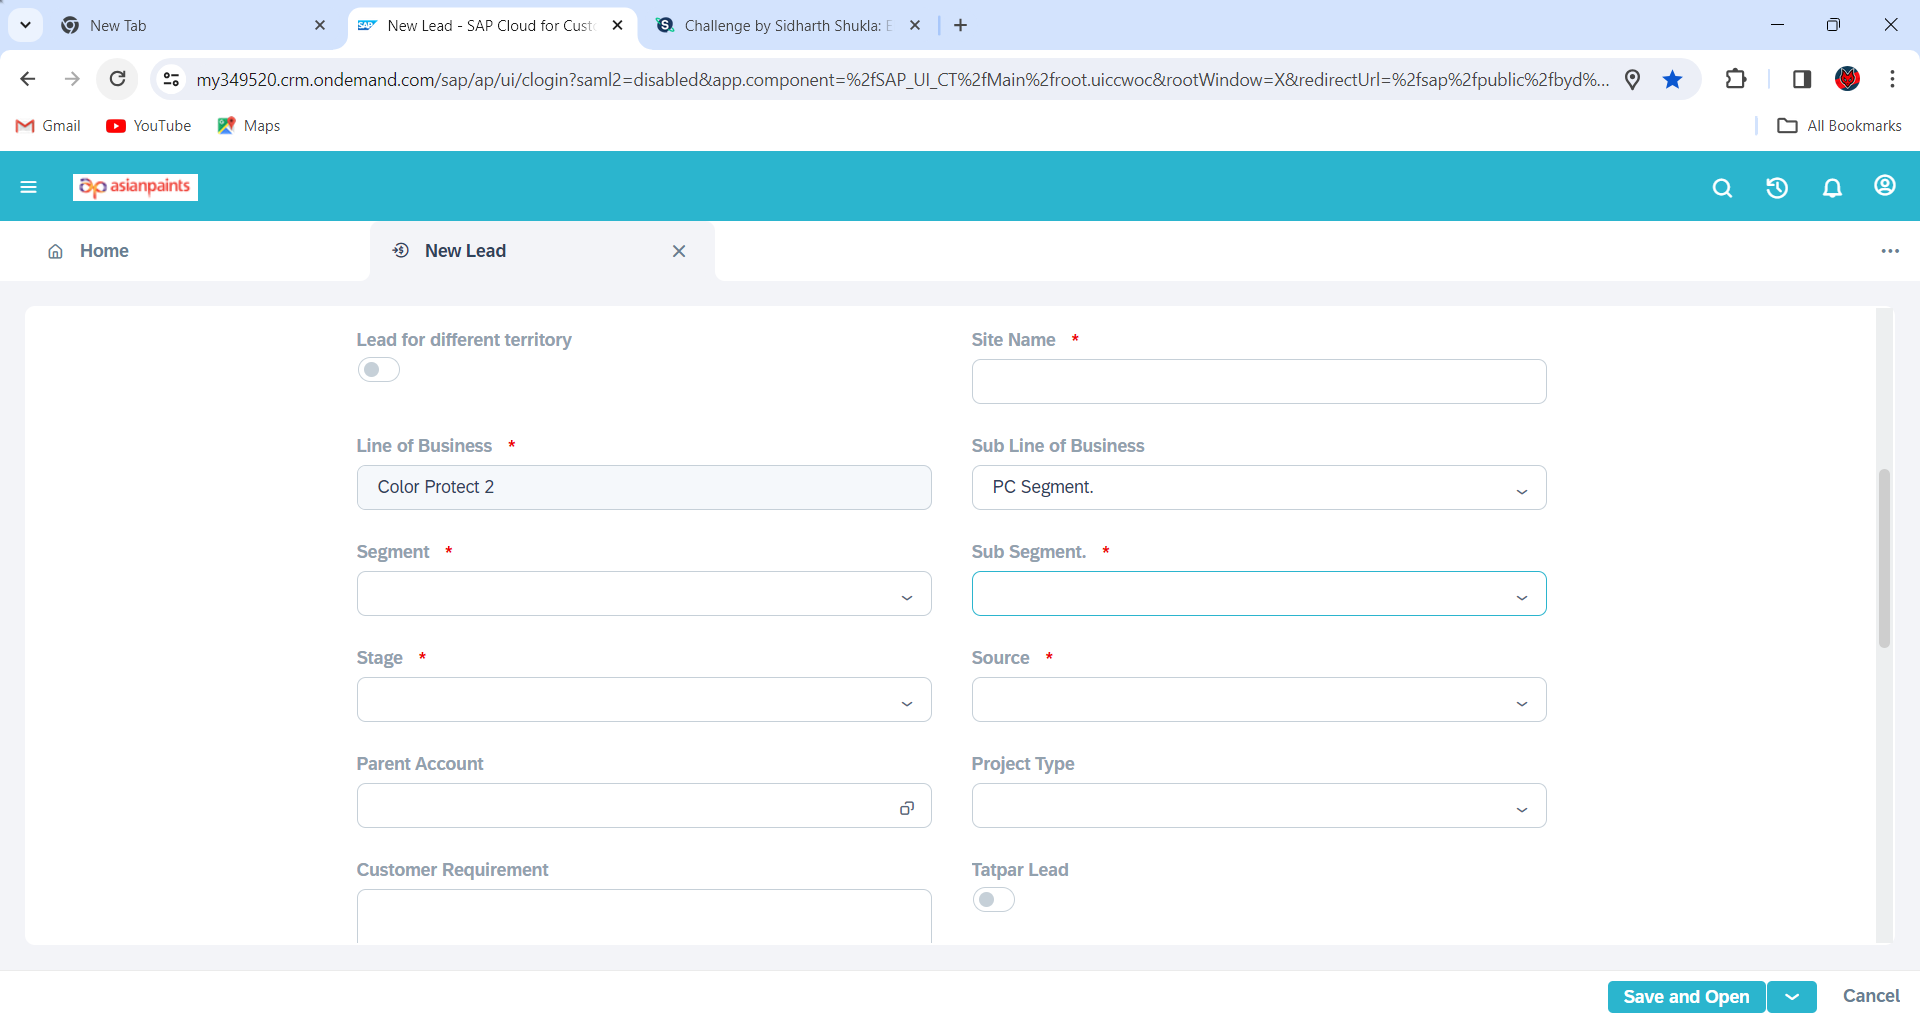 New Tab
New Lead - SAP Cloud for Cust
Challenge by Sidharth Shukla: E
my349520.crm.ondemand.com/sap/ap/ui/clogin?saml2=disabled&app.component=%2fSAP_UI_CT%2fMain%2froot.uiccwoc&rootWindow=X&redirectUrl=%2fsap%2fpublic%2fbyd%...
Gmail
YouTube
Maps
All Bookmarks
ap asianpaints
Home
New Lead
Lead for different territory
Site Name *
Line of Business *
Sub Line of Business
Color Protect 2
PC Segment.
Segment *
Sub Segment. *
Stage *
Source *
Parent Account
Project Type
Customer Requirement
Tatpar Lead
Save and Open
Cancel